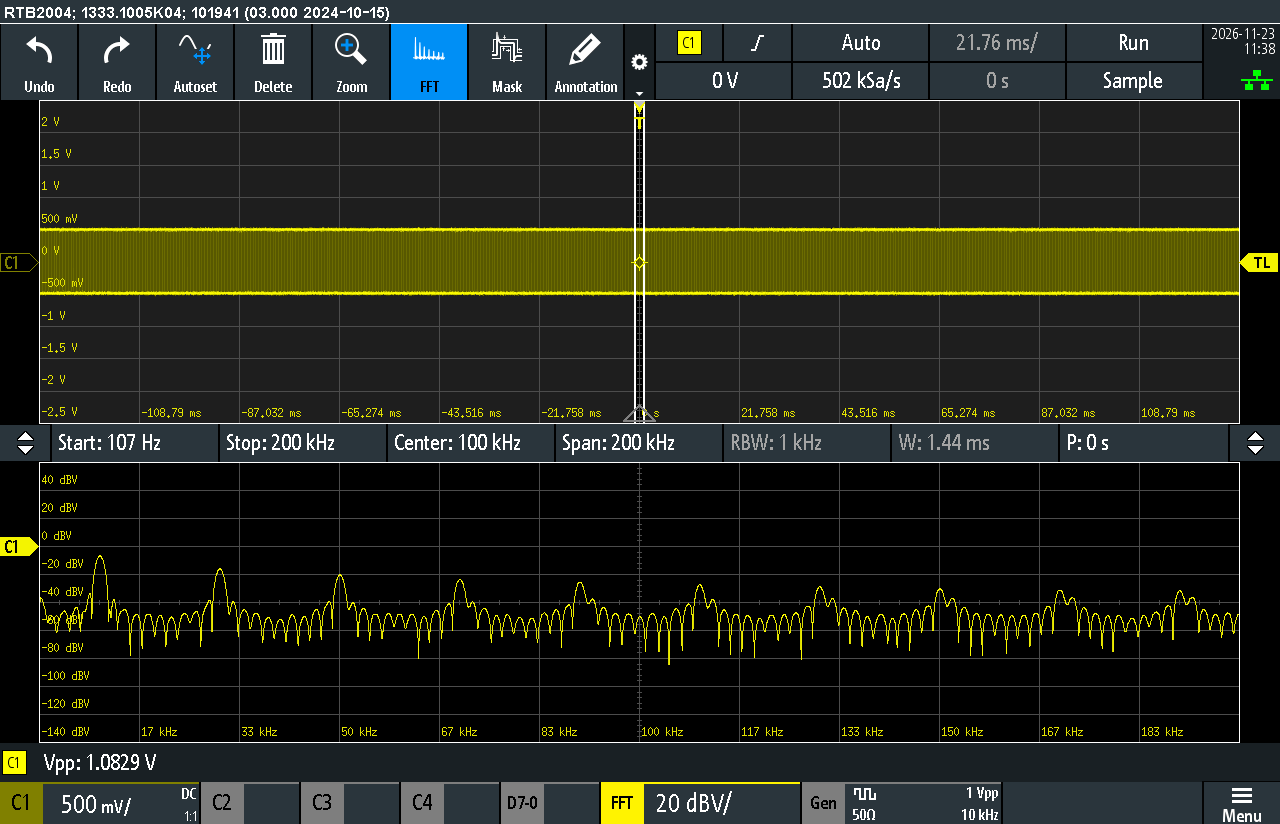 RTB2004; 1333.1005K04; 101941 (03.000 2024-10-15)
Undo
Redo
Autoset
Delete
Zoom
FFT
Mask
Annotation
C1
Auto
21.76 ms/
Run
0 V
502 kSa/s
0 s
Sample
2026-11-23
11:38
T
2 V
1.5 V
1 V
500 mV
0 V
-500 mV
-1 V
-1.5 V
-2 V
-2.5 V
C1
TL
-108.79 ms
-87.032 ms
-65.274 ms
-43.516 ms
-21.758 ms
0 s
21.758 ms
43.516 ms
65.274 ms
87.032 ms
108.79 ms
Start: 107 Hz
Stop: 200 kHz
Center: 100 kHz
Span: 200 kHz
RBW: 1 kHz
W: 1.44 ms
P: 0 s
40 dBV
20 dBV
0 dBV
C1
-20 dBV
-40 dBV
-60 dBV
-80 dBV
-100 dBV
-120 dBV
-140 dBV
17 kHz
33 kHz
50 kHz
67 kHz
83 kHz
100 kHz
117 kHz
133 kHz
150 kHz
167 kHz
183 kHz
C1
Vpp: 1.0829 V
C1
500 mV/
DC
1:1
C2
C3
C4
D7-0
FFT
20 dBV/
Gen
50Ω
1 Vpp
10 kHz
Menu